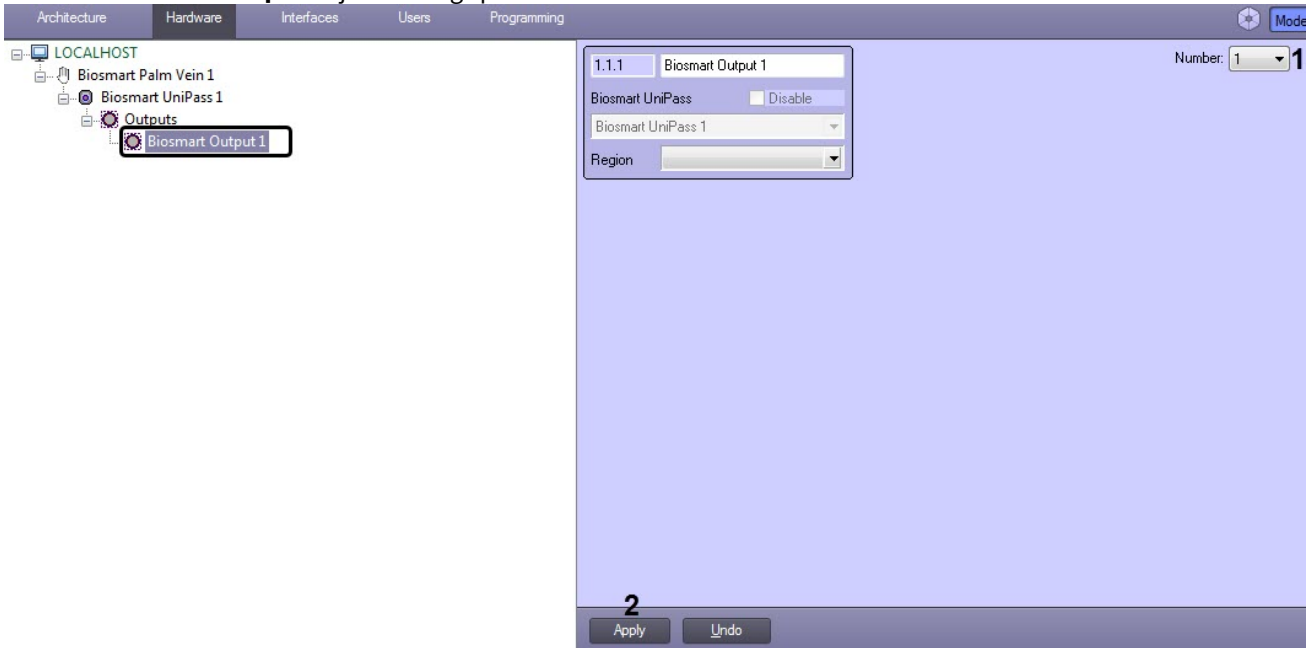 Architecture Hardware Interfaces Users Programming
LOCALHOST
Biosmart Palm Vein 1
Biosmart UniPass 1
Outputs
Biosmart Output 1
1.1.1 Biosmart Output 1
Biosmart UniPass Disable
Biosmart UniPass 1
Region
Number: 1 1
2
Apply Undo